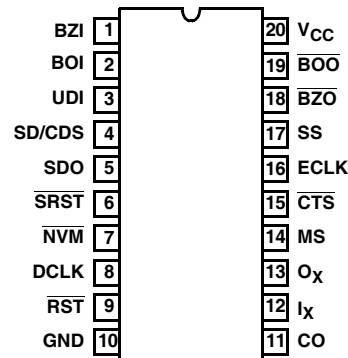 BZI 1 20 VCC
BOI 2 19 BOO
UDI 3 18 BZO
SD/CDS 4 17 SS
SDO 5 16 ECLK
SRST 6 15 CTS
NVM 7 14 MS
DCLK 8 13 OX
RST 9 12 IX
GND 10 11 CO